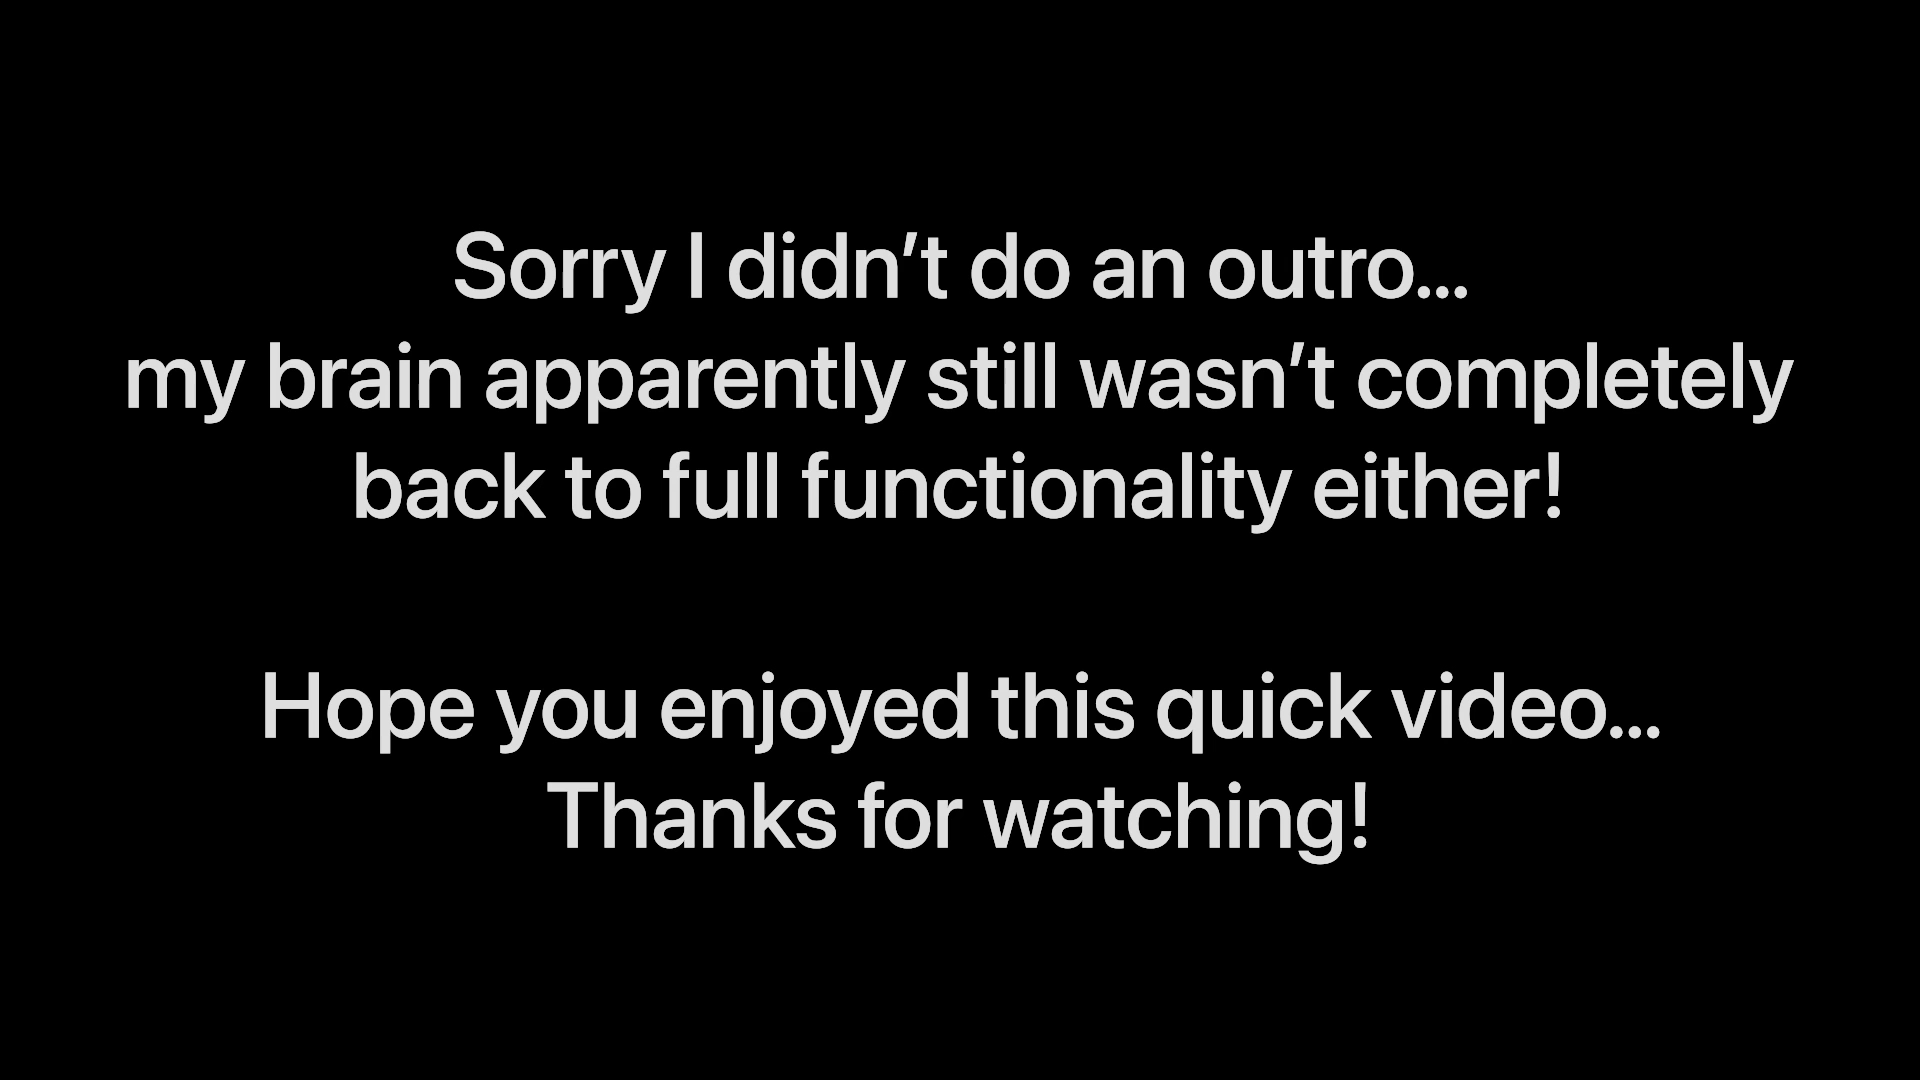 Sorry I didn’t do an outro...
my brain apparently still wasn’t completely
back to full functionality either!
Hope you enjoyed this quick video...
Thanks for watching!